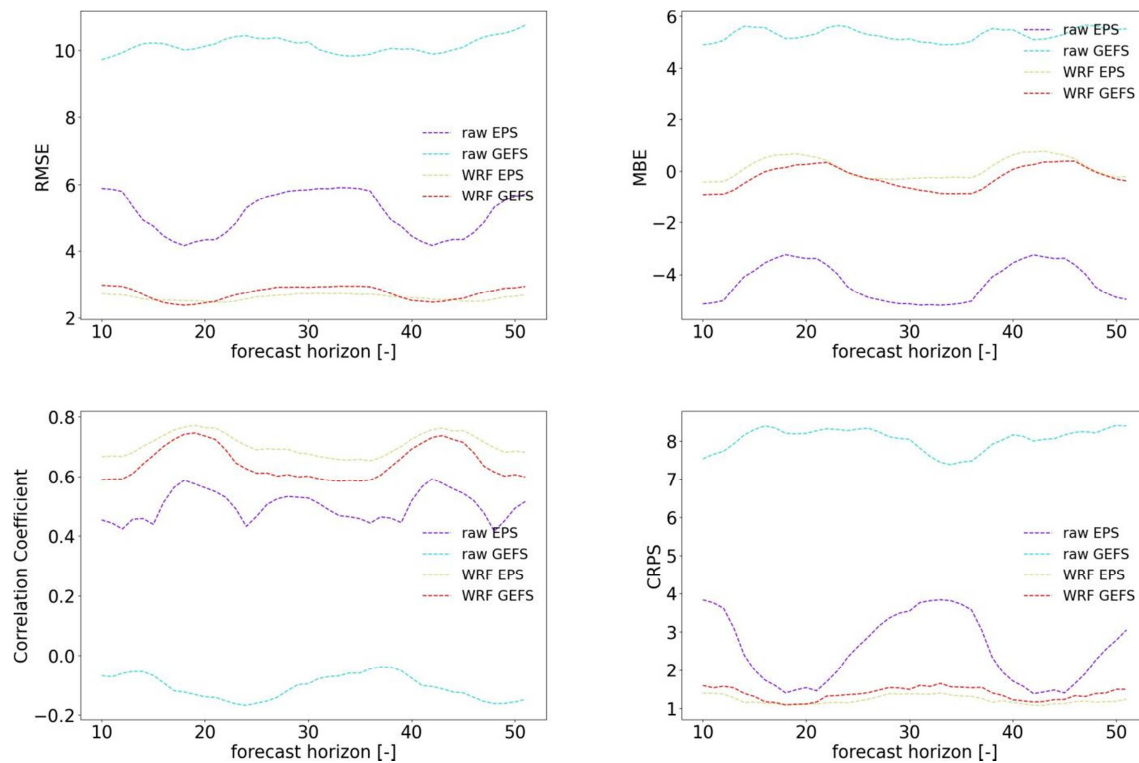 10
8
6
4
2
RMSE
raw EPS
raw GEFS
WRF EPS
WRF GEFS
10 20 30 40 50
forecast horizon [-]
6
4
2
0
−2
−4
MBE
raw EPS
raw GEFS
WRF EPS
WRF GEFS
10 20 30 40 50
forecast horizon [-]
0.8
0.6
0.4
0.2
0.0
−0.2
Correlation Coefficient
raw EPS
raw GEFS
WRF EPS
WRF GEFS
10 20 30 40 50
forecast horizon [-]
8
7
6
5
4
3
2
1
CRPS
raw EPS
raw GEFS
WRF EPS
WRF GEFS
10 20 30 40 50
forecast horizon [-]